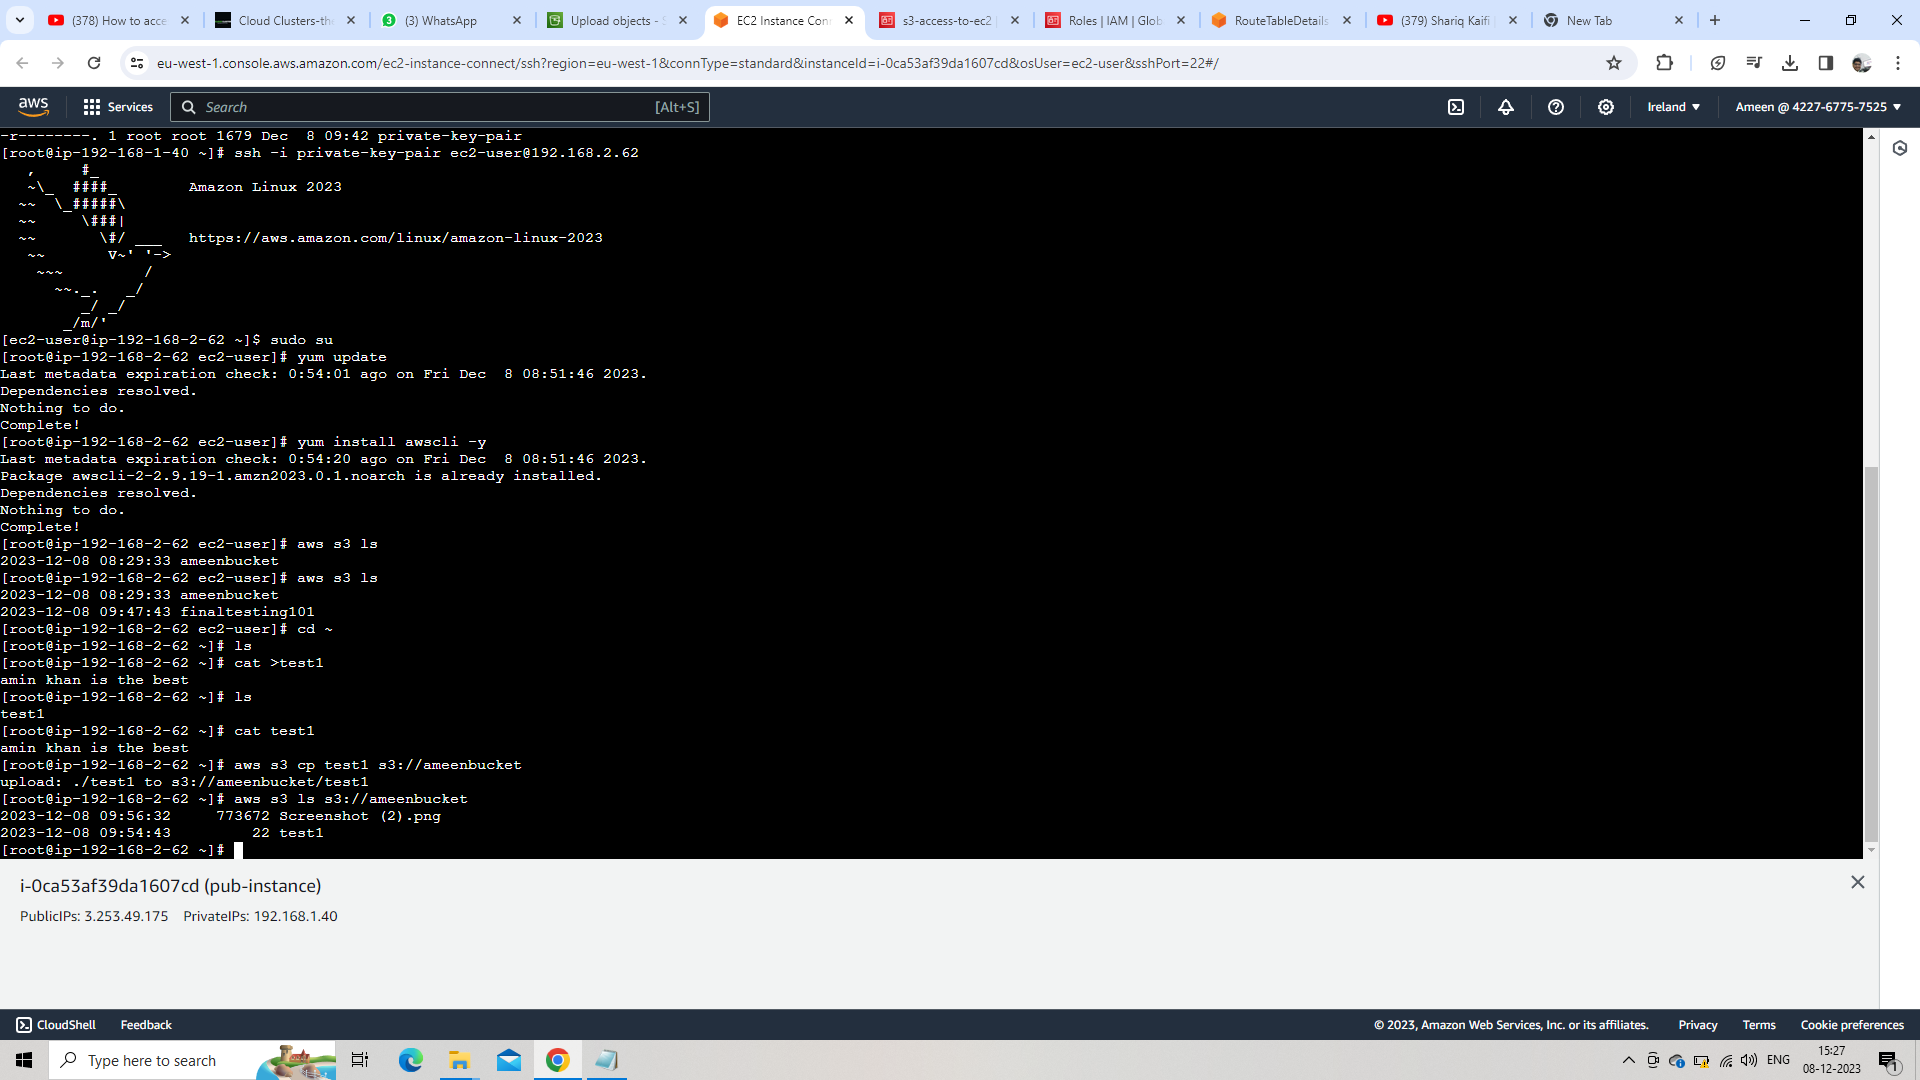 (378) How to acce
Cloud Clusters-the
(3) WhatsApp
Upload objects - S
EC2 Instance Con
s3-access-to-ec2 |
Roles | IAM | Glob
RouteTableDetails
(379) Shariq Kaifi
New Tab
eu-west-1.console.aws.amazon.com/ec2-instance-connect/ssh?region=eu-west-1&connType=standard&instanceId=i-0ca53af39da1607cd&osUser=ec2-user&sshPort=22#/
aws Services Search [Alt+S] Ireland Ameen @ 4227-6775-7525
-r--------. 1 root root 1679 Dec  8 09:42 private-key-pair
[root@ip-192-168-1-40 ~]# ssh -i private-key-pair ec2-user@192.168.2.62
   ,     #_
   ~\_  ####_        Amazon Linux 2023
  ~~  \_#####\
  ~~     \###|
  ~~       \#/ ___   https://aws.amazon.com/linux/amazon-linux-2023
   ~~       V~' '->
    ~~~         /
      ~~._.   _/
         _/ _/
       _/m/'
[ec2-user@ip-192-168-2-62 ~]$ sudo su
[root@ip-192-168-2-62 ec2-user]# yum update
Last metadata expiration check: 0:54:01 ago on Fri Dec  8 08:51:46 2023.
Dependencies resolved.
Nothing to do.
Complete!
[root@ip-192-168-2-62 ec2-user]# yum install awscli -y
Last metadata expiration check: 0:54:20 ago on Fri Dec  8 08:51:46 2023.
Package awscli-2-2.9.19-1.amzn2023.0.1.noarch is already installed.
Dependencies resolved.
Nothing to do.
Complete!
[root@ip-192-168-2-62 ec2-user]# aws s3 ls
2023-12-08 08:29:33 ameenbucket
[root@ip-192-168-2-62 ec2-user]# aws s3 ls
2023-12-08 08:29:33 ameenbucket
2023-12-08 09:47:43 finaltesting101
[root@ip-192-168-2-62 ec2-user]# cd ~
[root@ip-192-168-2-62 ~]# ls
[root@ip-192-168-2-62 ~]# cat >test1
amin khan is the best
[root@ip-192-168-2-62 ~]# ls
test1
[root@ip-192-168-2-62 ~]# cat test1
amin khan is the best
[root@ip-192-168-2-62 ~]# aws s3 cp test1 s3://ameenbucket
upload: ./test1 to s3://ameenbucket/test1
[root@ip-192-168-2-62 ~]# aws s3 ls s3://ameenbucket
2023-12-08 09:56:32     773672 Screenshot (2).png
2023-12-08 09:54:43         22 test1
[root@ip-192-168-2-62 ~]#
i-0ca53af39da1607cd (pub-instance)
PublicIPs: 3.253.49.175 PrivateIPs: 192.168.1.40
CloudShell Feedback © 2023, Amazon Web Services, Inc. or its affiliates. Privacy Terms Cookie preferences
Type here to search
ENG
15:27
08-12-2023
1